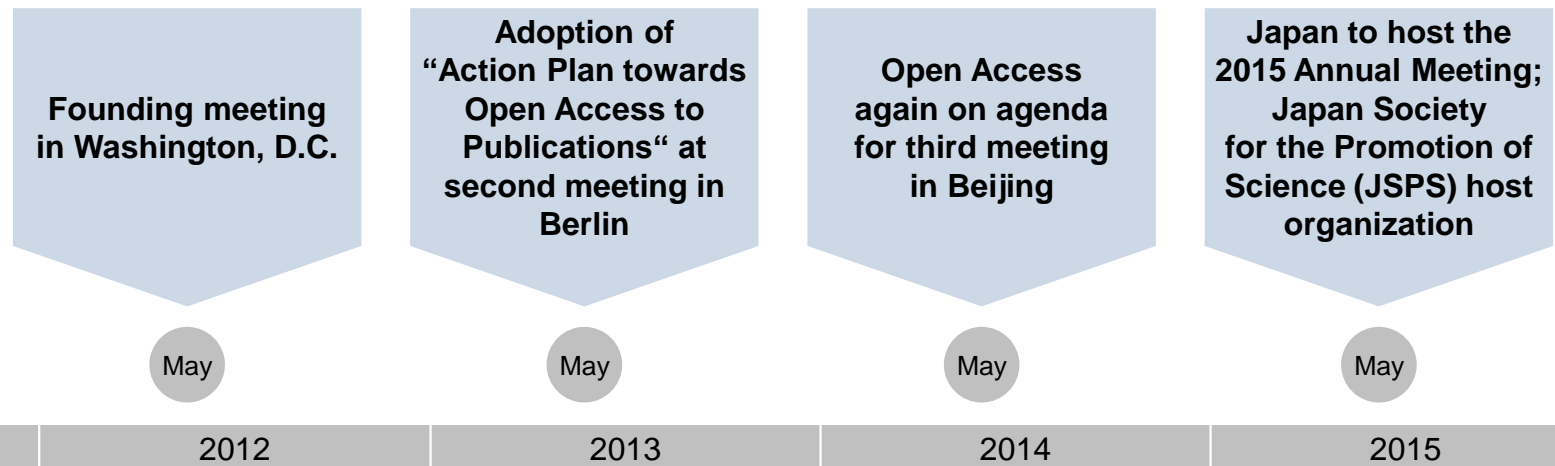 Founding meeting
in Washington, D.C.
Adoption of
“Action Plan towards
Open Access to
Publications“ at
second meeting in
Berlin
Open Access
again on agenda
for third meeting
in Beijing
Japan to host the
2015 Annual Meeting;
Japan Society
for the Promotion of
Science (JSPS) host
organization
May
May
May
May
2012
2013
2014
2015